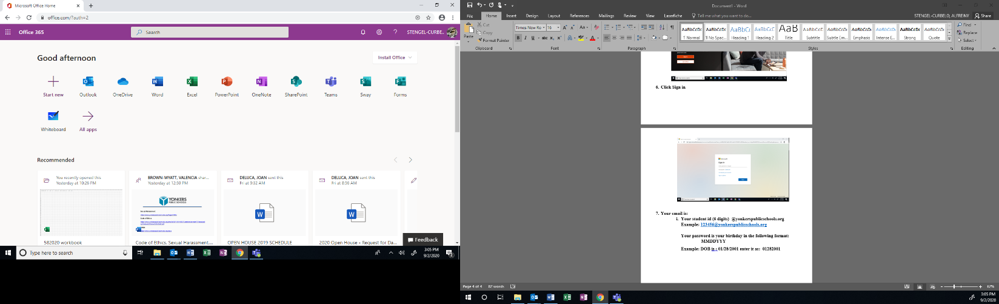 Microsoft Office Home
office.com/?auth=2
Office 365
Search
STENGEL-CURBE...
Good afternoon
Install Office
Start new
Outlook
OneDrive
Word
Excel
PowerPoint
OneNote
SharePoint
Teams
Sway
Forms
Whiteboard
All apps
Recommended
You recently opened this
Yesterday at 10:26 PM
582020 workbook
BROWN-WYATT, VALENCIA shar...
Yesterday at 12:50 PM
YONKERS
PUBLIC SCHOOLS
Code of Ethics, Sexual Harassment,...
DELUCA, JOAN sent this
Fri at 9:32 AM
OPEN HOUSE 2019 SCHEDULE
DELUCA, JOAN sent this
Fri at 8:56 AM
2020 Open House - Request for Da...
Feedback
Type here to search
3:05 PM
9/2/2020
Document1 - Word
File
Home
Insert
Design
Layout
References
Mailings
Review
View
Laserfiche
Tell me what you want to do...
STENGEL-CURBELO, ALFREINY
Share
Paste
Cut
Copy
Format Painter
Clipboard
Times New Ro
16
Font
Paragraph
AaBbCcDc
¶ Normal
AaBbCcDc
¶ No Spac...
AaBbCc
Heading 1
AaBbCcC
Heading 2
AaB
Title
AaBbCcC
Subtitle
AaBbCcDc
Subtle Em...
AaBbCcDc
Emphasis
AaBbCcDc
Intense E...
AaBbCcDc
Strong
AaBbCcDc
Quote
Styles
Find
Replace
Select
Editing
6. Click Sign in
Sign in
7. Your email is:
i. Your student id (6 digits) @yonkerspublicschools.org
Example: 123456@yonkerspublicschools.org
Your password is your birthday in the following format:
MMDDYYY
Example: DOB is : 01/28/2001 enter it as: 01282001
Page 4 of 4
82 words
62%
3:05 PM
9/2/2020